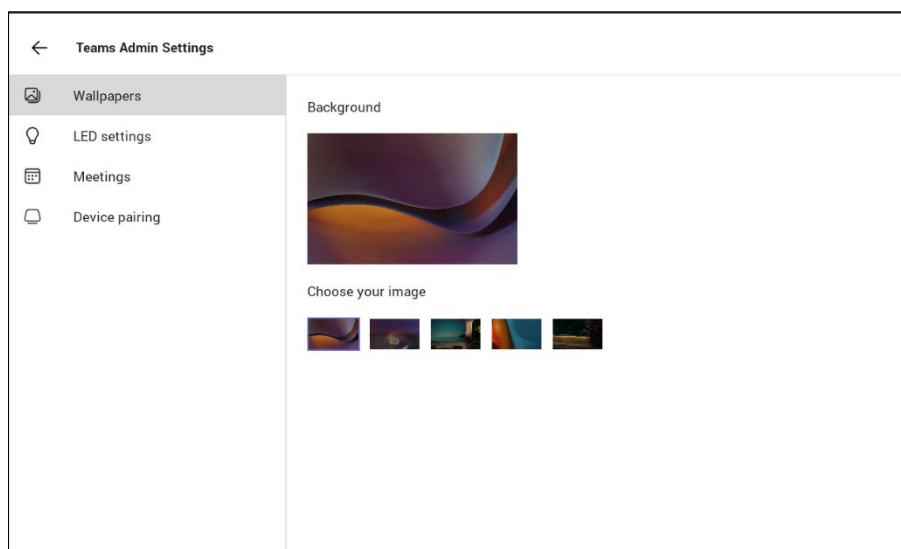 Teams Admin Settings
Wallpapers
LED settings
Meetings
Device pairing
Background
Choose your image